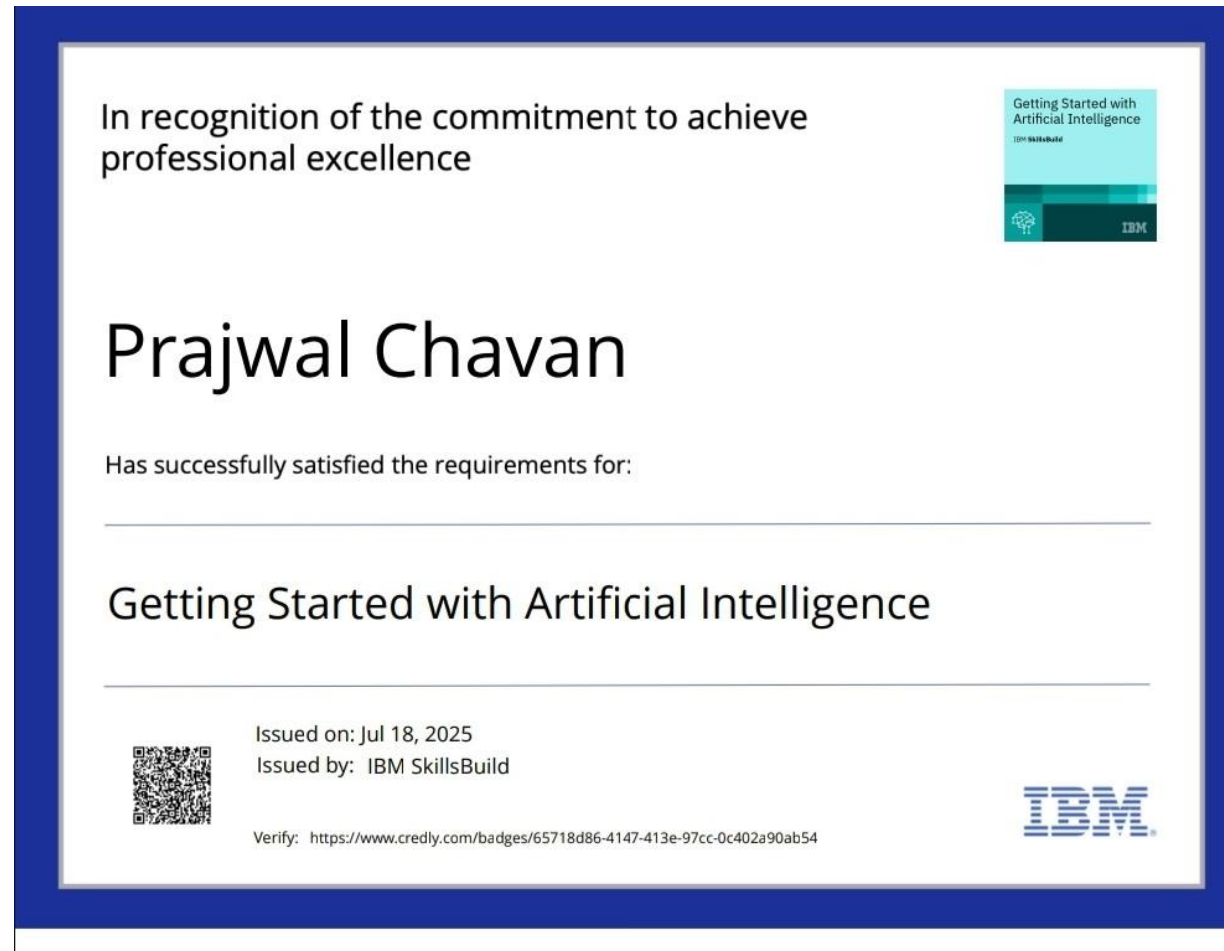 In recognition of the commitment to achieve
professional excellence
Getting Started with
Artificial Intelligence
IBM SkillsBuild
IBM
Prajwal Chavan
Has successfully satisfied the requirements for:
Getting Started with Artificial Intelligence
Issued on: Jul 18, 2025
Issued by: IBM SkillsBuild
Verify: https://www.credly.com/badges/65718d86-4147-413e-97cc-0c402a90ab54
IBM.